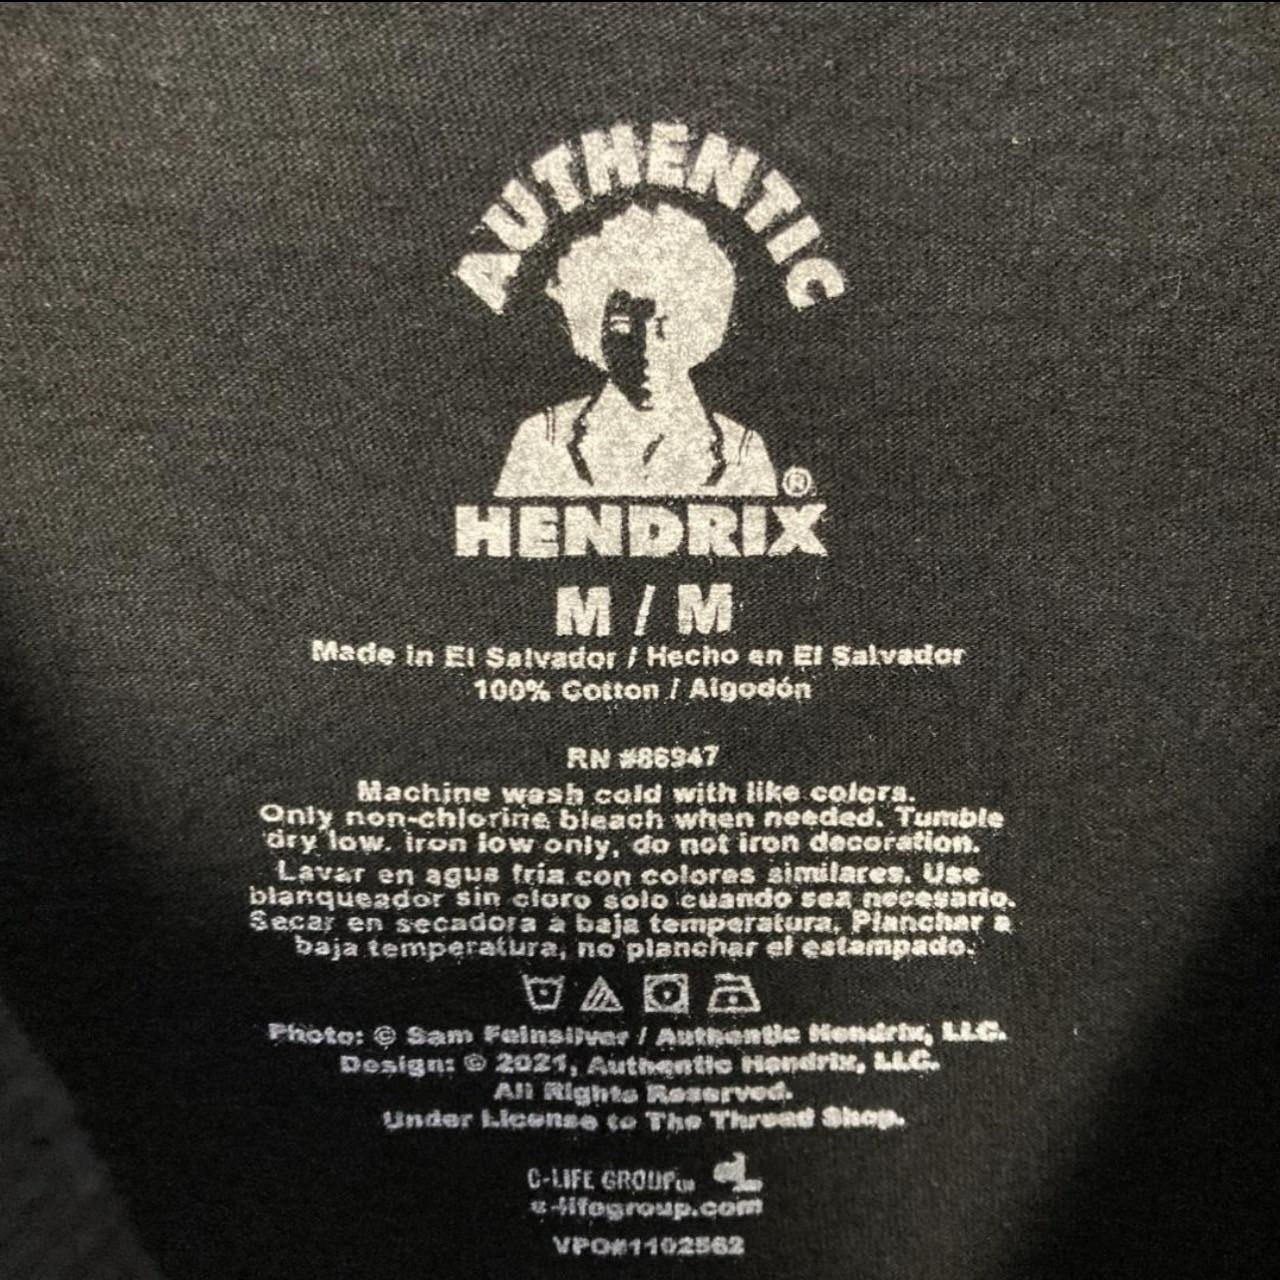 AUTHENTIC
®
HENDRIX
M / M
Made in El Salvador / Hecho en El Salvador
100% Cotton / Algodón
RN #86947
Machine wash cold with like colors.
Only non-chlorine bleach when needed. Tumble
dry low. Iron low only, do not iron decoration.
Lavar en agua fría con colores similares. Use
blanqueador sin cloro solo cuando sea necesario.
Secar en secadora a baja temperatura. Planchar a
baja temperatura, no planchar el estampado.
Photo: © Sam Feinsilver / Authentic Hendrix, LLC.
Design: © 2021, Authentic Hendrix, LLC.
All Rights Reserved.
Under License to The Thread Shop.
C-LIFE GROUP LTD CL
c-lifegroup.com
VPO#1102562